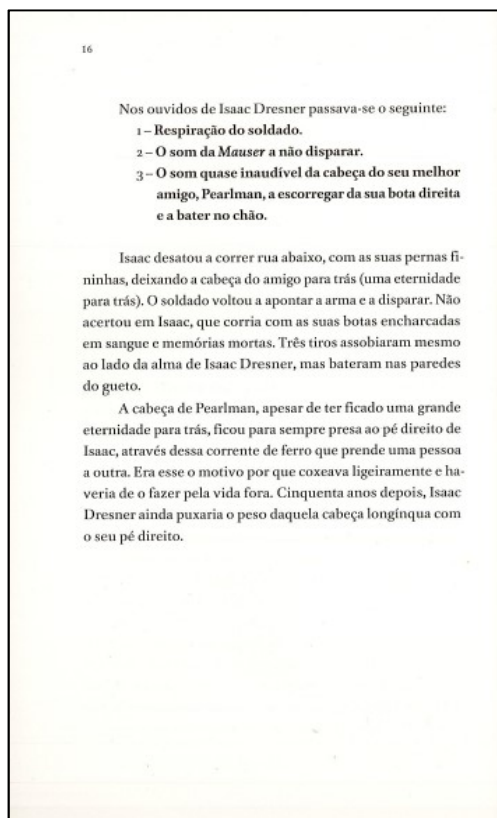 16
Nos ouvidos de Isaac Dresner passava-se o seguinte:
1 – Respiração do soldado.
2 – O som da Mauser a não disparar.
3 – O som quase inaudível da cabeça do seu melhor
amigo, Pearlman, a escorregar da sua bota direita
e a bater no chão.
Isaac desatou a correr rua abaixo, com as suas pernas fi-
ninhas, deixando a cabeça do amigo para trás (uma eternidade
para trás). O soldado voltou a apontar a arma e a disparar. Não
acertou em Isaac, que corria com as suas botas encharcadas
em sangue e memórias mortas. Três tiros assobiaram mesmo
ao lado da alma de Isaac Dresner, mas bateram nas paredes
do gueto.
A cabeça de Pearlman, apesar de ter ficado uma grande
eternidade para trás, ficou para sempre presa ao pé direito de
Isaac, através dessa corrente de ferro que prende uma pessoa
a outra. Era esse o motivo por que coxeava ligeiramente e ha-
veria de o fazer pela vida fora. Cinquenta anos depois, Isaac
Dresner ainda puxaria o peso daquela cabeça longínqua com
o seu pé direito.